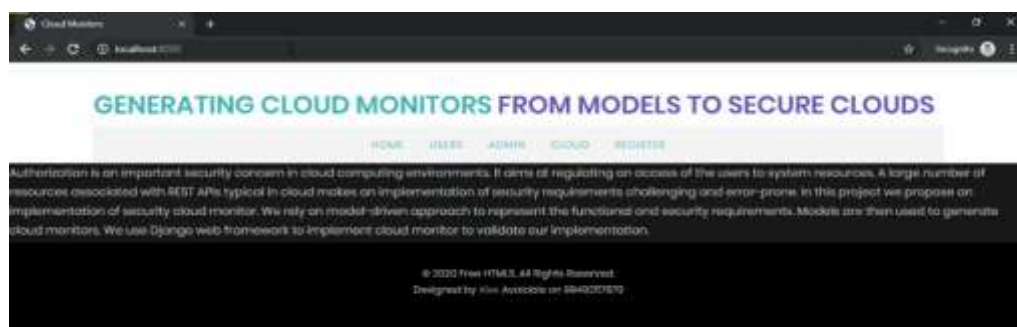 Cloud Monitors
localhost
Incognito
GENERATING CLOUD MONITORS FROM MODELS TO SECURE CLOUDS
HOME USERS ADMIN CLOUD REGISTER
Authorization is an important security concern in cloud computing environments. It aims at regulating an access of the users to system resources. A large number of
resources associated with REST APIs typical in cloud makes an implementation of security requirements challenging and error-prone. In this project we propose an
implementation of security cloud monitor. We rely on model-driven approach to represent the functional and security requirements. Models are then used to generate
cloud monitors. We use Django web framework to implement cloud monitor to validate our implementation.
© 2020 Free HTML5. All Rights Reserved.
Designed by Available on